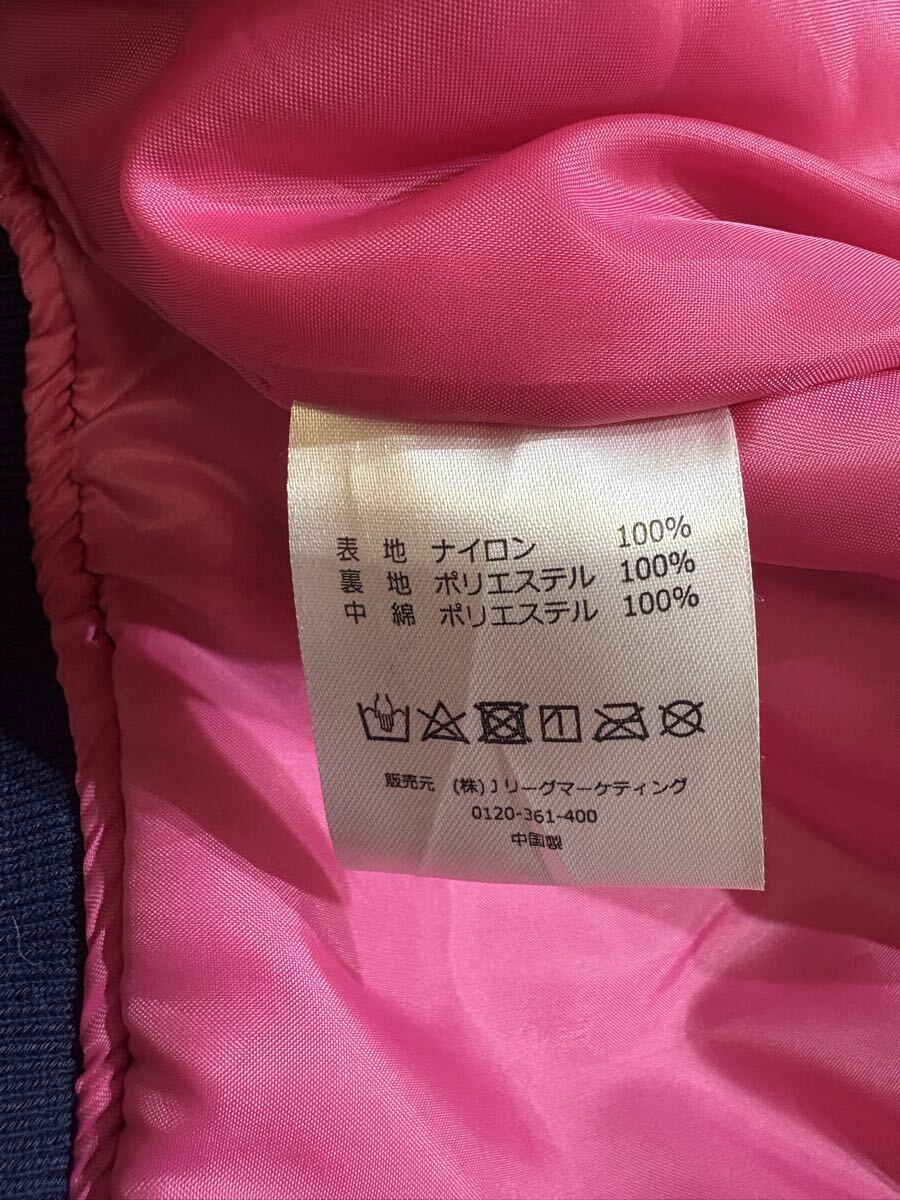 表 地 ナイロン 100%
裏 地 ポリエステル 100%
中 綿 ポリエステル 100%
販売元 (株)Jリーグマーケティング
0120-361-400
中国製